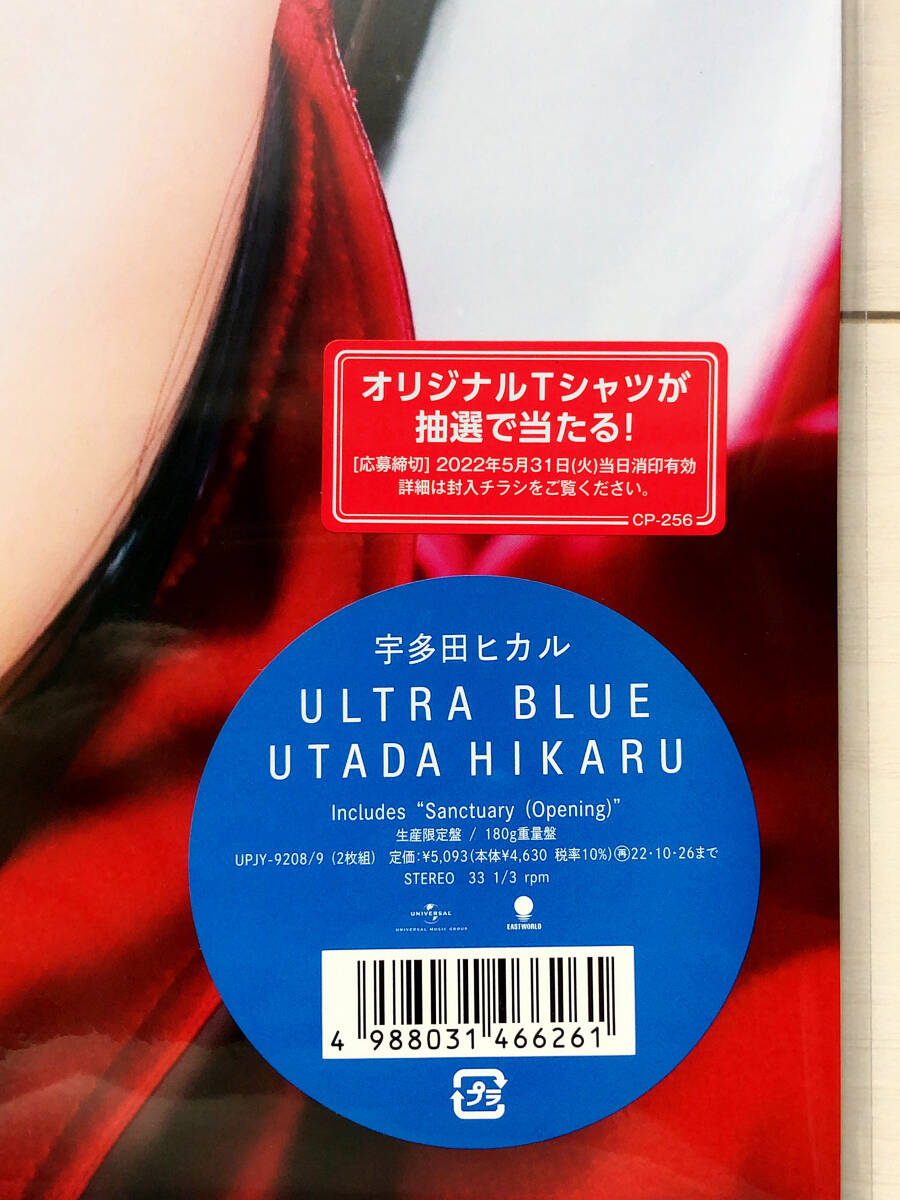 オリジナルTシャツが
抽選で当たる!
[応募締切] 2022年5月31日(火)当日消印有効
詳細は封入チラシをご覧ください。
CP-256
宇多田ヒカル
ULTRA BLUE
UTADA HIKARU
Includes “Sanctuary (Opening)”
生産限定盤 / 180g重量盤
UPJY-9208/9 (2枚組) 定価:¥5,093(本体¥4,630 税率10%)㊢22・10・26まで
STEREO 33 1/3 rpm
UNIVERSAL
UNIVERSAL MUSIC GROUP
EASTWORLD
4 988031 466261
プラ